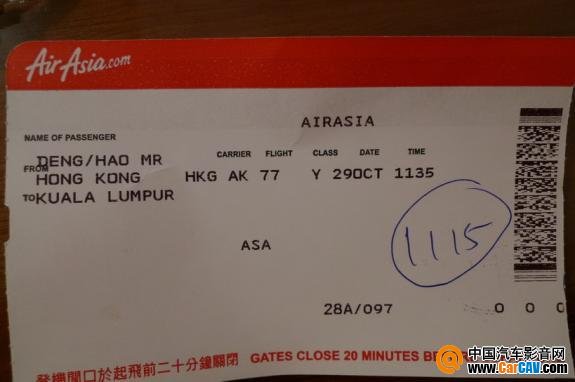 AirAsia.com
AIRASIA
NAME OF PASSENGER
DENG/HAO MR
CARRIER FLIGHT CLASS DATE TIME
FROM HONG KONG HKG AK 77 Y 29OCT 1135
TO KUALA LUMPUR
1115
ASA
28A/097 0 0 0
登機閘口於起飛前二十分鐘關閉 GATES CLOSE 20 MINUTES BE
中国汽车影音网
www.CarCAV.com